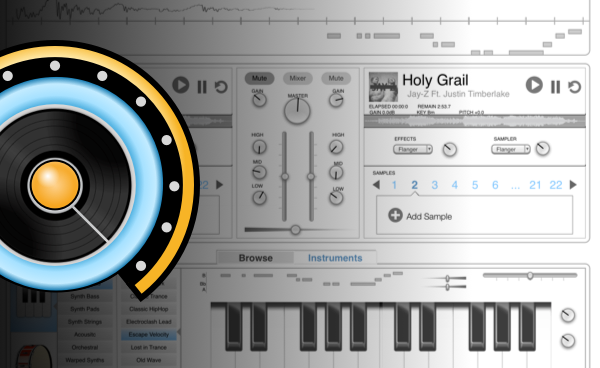 Mute Mixer Mute
Holy Grail
Jay-Z Ft. Justin Timberlake
GAIN MASTER GAIN
ELAPSED 00:00:0 REMAIN 2:53.7
GAIN 0.0dB KEY Bm PITCH +0.0
HIGH HIGH
EFFECTS SAMPLER
Flanger Flanger
MID MID
SAMPLES
LOW LOW
22 1 2 3 4 5 6 ... 21 22
Add Sample
Browse Instruments
Synth Bass Trance
Synth Pads Classic HipHop
Synth Strings Electroclash Lead
Acoustic Escape Velocity
Orchestral Lost in Trance
Warped Synths Old Wave